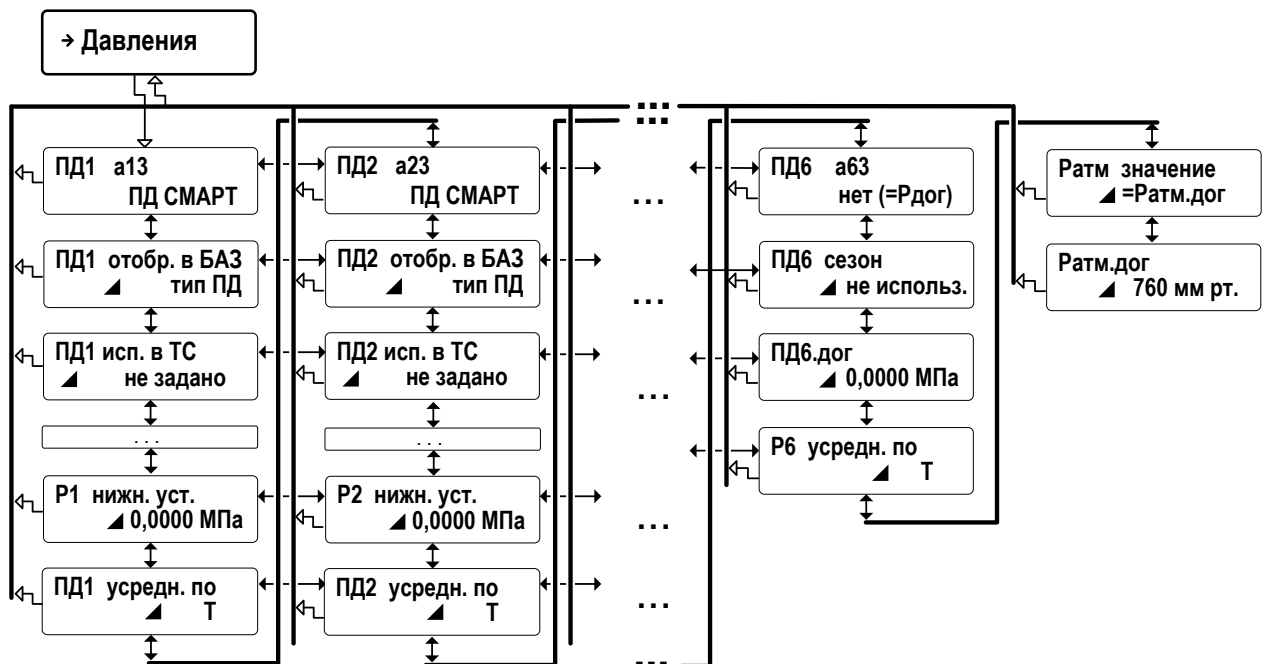 → Давления
ПД1 а13
ПД СМАРТ
ПД1 отобр. в БАЗ
тип ПД
ПД1 исп. в ТС
не задано
. . .
Р1 нижн. уст.
0,0000 МПа
ПД1 усредн. по
Т
ПД2 а23
ПД СМАРТ
ПД2 отобр. в БАЗ
тип ПД
ПД2 исп. в ТС
не задано
. . .
Р2 нижн. уст.
0,0000 МПа
ПД2 усредн. по
Т
...
...
...
...
...
...
...
ПД6 а63
нет (=Рдог)
ПД6 сезон
не использ.
ПД6.дог
0,0000 МПа
Р6 усредн. по
Т
Ратм значение
=Ратм.дог
Ратм.дог
760 мм рт.